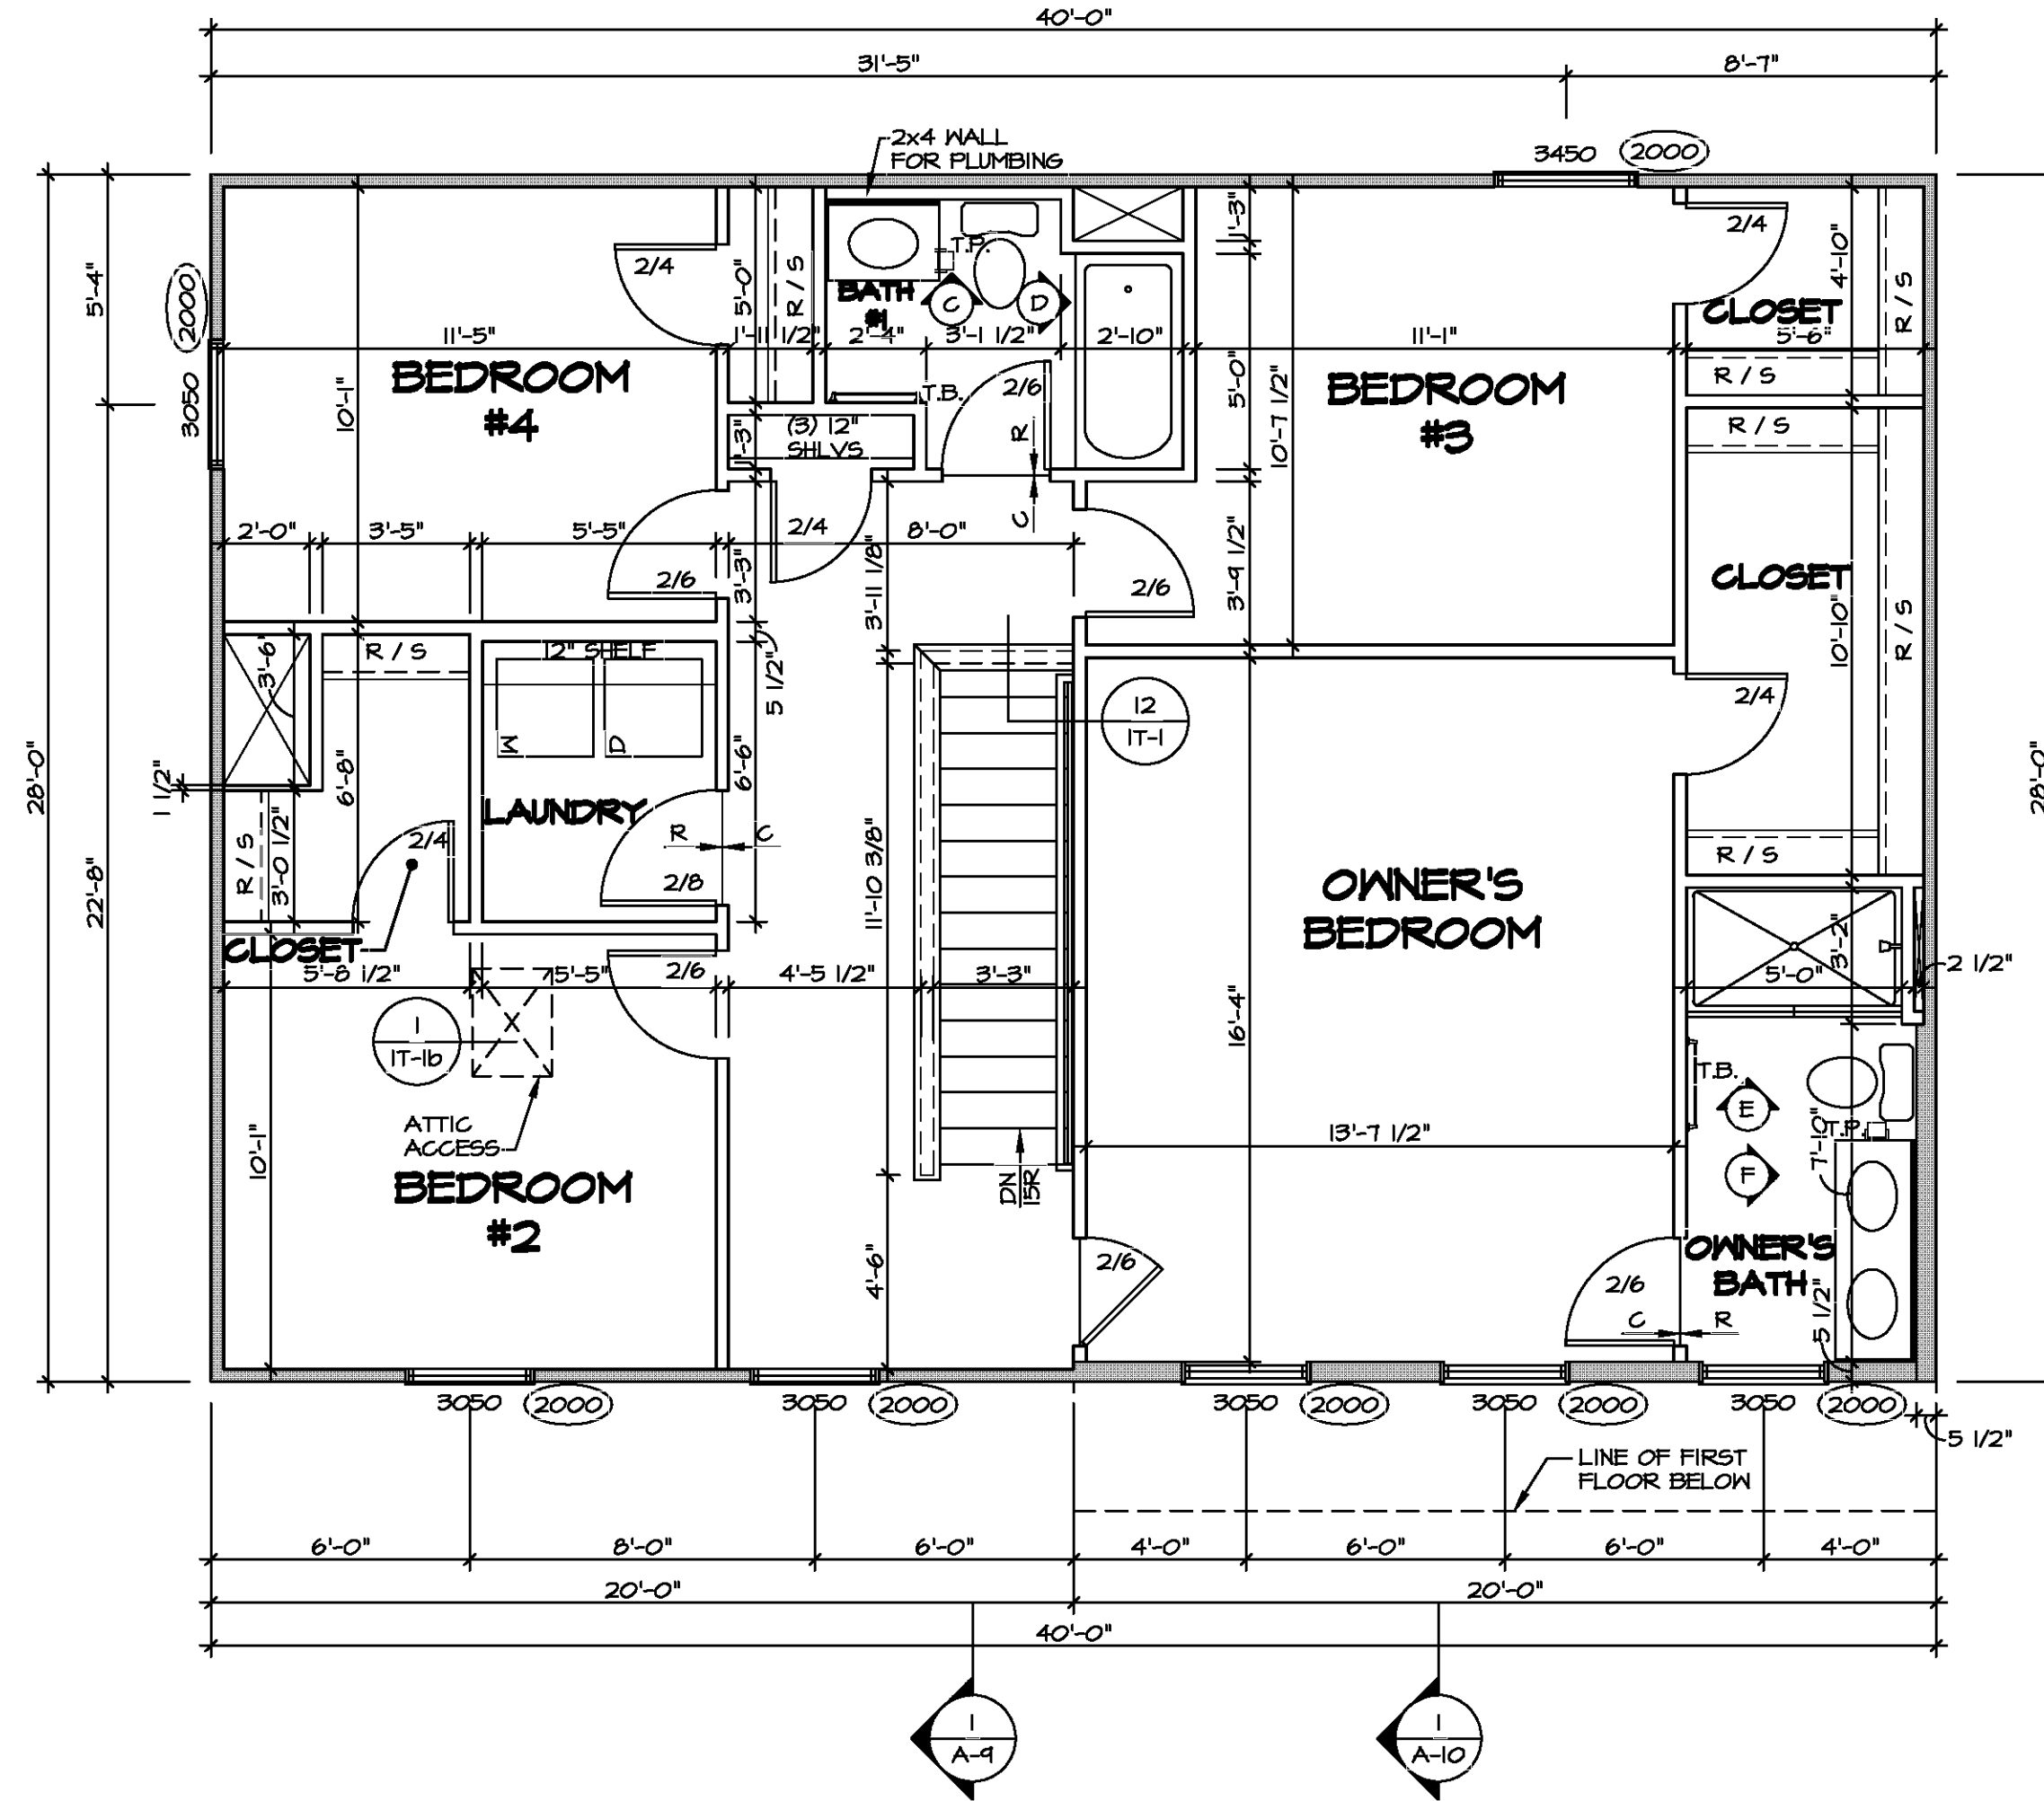 40'-0"
31'-5"
8'-7"
2x4 WALL
FOR PLUMBING
3450
2000
5'-4"
2000
3050
2/4
5'-0"
R / S
T.P.
BATH
#1
C
D
1'-3"
2/4
4'-10"
CLOSET
R / S
11'-5"
1'-11 1/2"
2'-4"
3'-1 1/2"
2'-10"
11'-1"
5'-6"
BEDROOM
#4
10'-1"
T.B.
2/6
5'-0"
10'-7 1/2"
BEDROOM
#3
R / S
(3) 12"
SHLVS
R
R / S
2'-0"
3'-5"
5'-5"
2/4
8'-0"
C
2/6
3'-3"
3'-11 1/8"
2/6
3'-9 1/2"
CLOSET
10'-10"
R / S
3'-6"
R / S
12" SHELF
5 1/2"
12
1T-1
2/4
28'-0"
1 1/2"
6'-8"
W
D
6'-6"
28'-0"
LAUNDRY
R
C
2/4
R / S
3'-0 1/2"
2/8
22'-8"
11'-10 3/8"
OWNER'S
BEDROOM
R / S
CLOSET
5'-8 1/2"
5'-5"
2/6
4'-5 1/2"
3'-3"
3'-2"
5'-0"
2 1/2"
1
1T-1b
16'-4"
T.B.
E
T.P.
7'-10"
ATTIC
ACCESS
10'-1"
13'-7 1/2"
BEDROOM
#2
DN
15R
F
4'-6"
2/6
2/6
OWNER'S
BATH
C
R
5 1/2"
3050
2000
3050
2000
3050
2000
3050
2000
3050
2000
5 1/2"
LINE OF FIRST
FLOOR BELOW
6'-0"
8'-0"
6'-0"
4'-0"
6'-0"
6'-0"
4'-0"
20'-0"
20'-0"
40'-0"
1
A-9
1
A-10